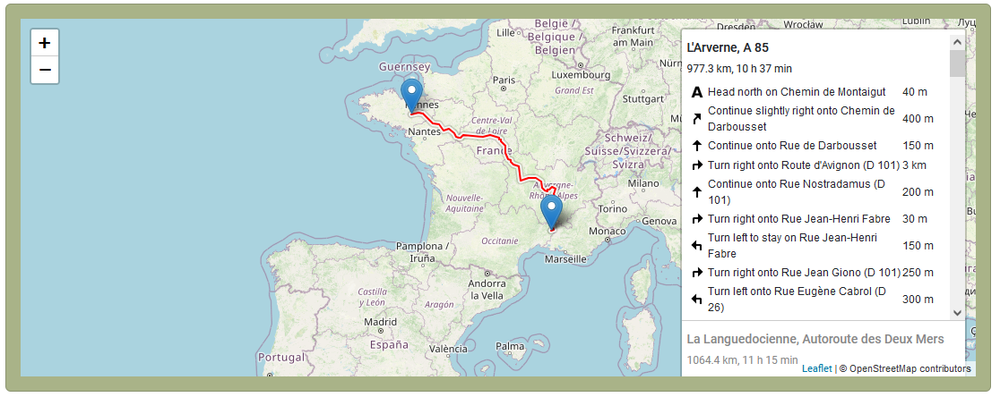 +
−
België /
Belgique /
Belgien
Lille
Frankfurt
am Main
Dresden
Wrocław
Lublin
Guernsey
Luxembourg
Paris
Grand Est
Stuttgart
Centre-Val
de Loire
Nantes
France
Schweiz/
Suisse/Svizzera/
Svizra
Milano
Torino
Genova
Monaco
Nouvelle-
Aquitaine
Occitanie
Marseille
Pamplona /
Iruña
Andorra
la Vella
Castilla
y León
Aragón
Madrid
España
València
Palma
Portugal
L'Arverne, A 85
977.3 km, 10 h 37 min
Head north on Chemin de Montaigut 40 m
Continue slightly right onto Chemin de
Darbousset 400 m
Continue onto Rue de Darbousset 150 m
Turn right onto Route d'Avignon (D 101) 3 km
Continue onto Rue Nostradamus (D
101) 200 m
Turn right onto Rue Jean-Henri Fabre 30 m
Turn left to stay on Rue Jean-Henri
Fabre 150 m
Turn right onto Rue Jean Giono (D 101) 250 m
Turn left onto Rue Eugène Cabrol (D
26) 300 m
La Languedocienne, Autoroute des Deux Mers
1064.4 km, 11 h 15 min
Leaflet | © OpenStreetMap contributors